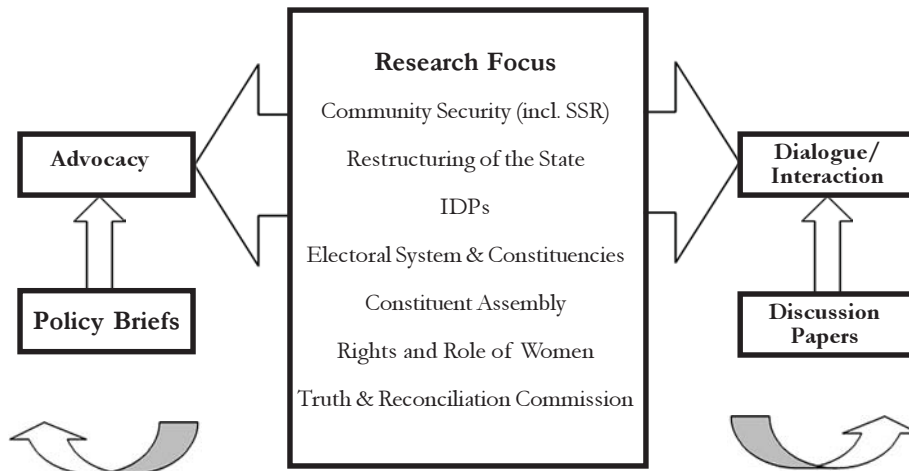 Research Focus
Community Security (incl. SSR)
Restructuring of the State
IDPs
Electoral System & Constituencies
Constituent Assembly
Rights and Role of Women
Truth & Reconciliation Commission
Advocacy
Policy Briefs
Dialogue/
Interaction
Discussion
Papers